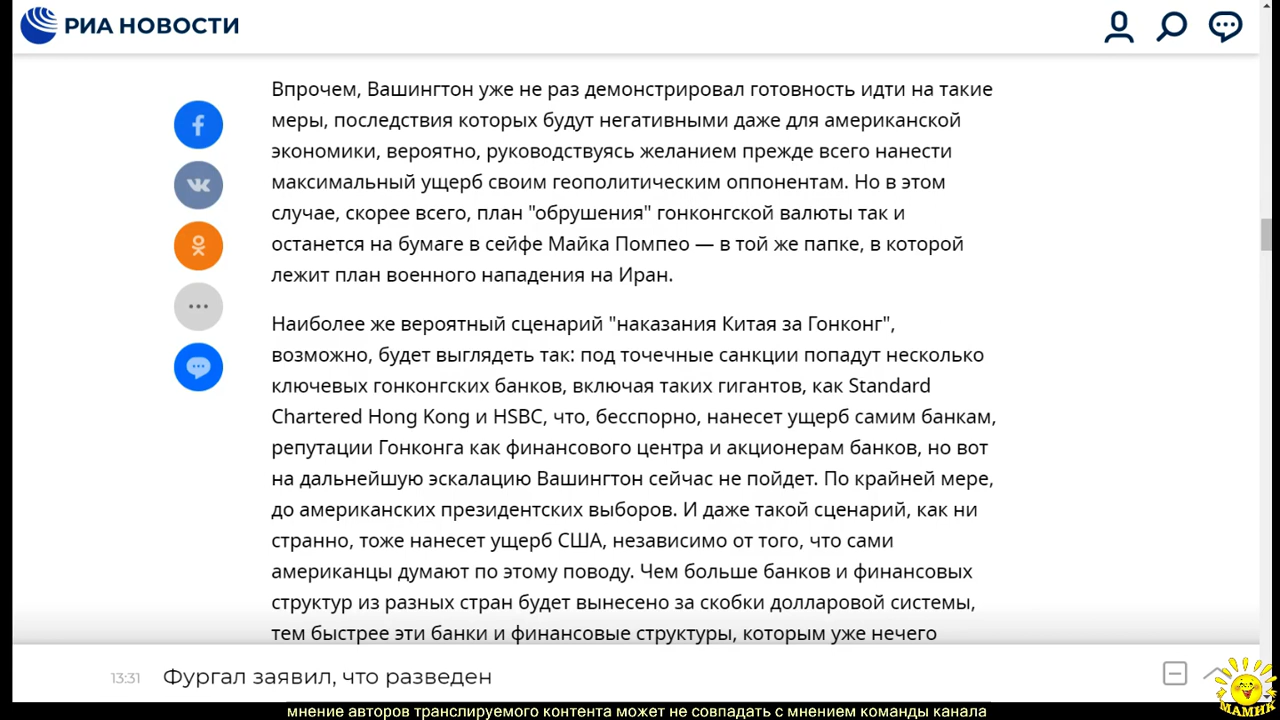 РИА НОВОСТИ
Впрочем, Вашингтон уже не раз демонстрировал готовность идти на такие
меры, последствия которых будут негативными даже для американской
экономики, вероятно, руководствуясь желанием прежде всего нанести
максимальный ущерб своим геополитическим оппонентам. Но в этом
случае, скорее всего, план "обрушения" гонконгской валюты так и
останется на бумаге в сейфе Майка Помпео — в той же папке, в которой
лежит план военного нападения на Иран.
Наиболее же вероятный сценарий "наказания Китая за Гонконг",
возможно, будет выглядеть так: под точечные санкции попадут несколько
ключевых гонконгских банков, включая таких гигантов, как Standard
Chartered Hong Kong и HSBC, что, бесспорно, нанесет ущерб самим банкам,
репутации Гонконга как финансового центра и акционерам банков, но вот
на дальнейшую эскалацию Вашингтон сейчас не пойдет. По крайней мере,
до американских президентских выборов. И даже такой сценарий, как ни
странно, тоже нанесет ущерб США, независимо от того, что сами
американцы думают по этому поводу. Чем больше банков и финансовых
структур из разных стран будет вынесено за скобки долларовой системы,
тем быстрее эти банки и финансовые структуры, которым уже нечего
13:31 Фургал заявил, что разведен
МАМИК
мнение авторов транслируемого контента может не совпадать с мнением команды канала